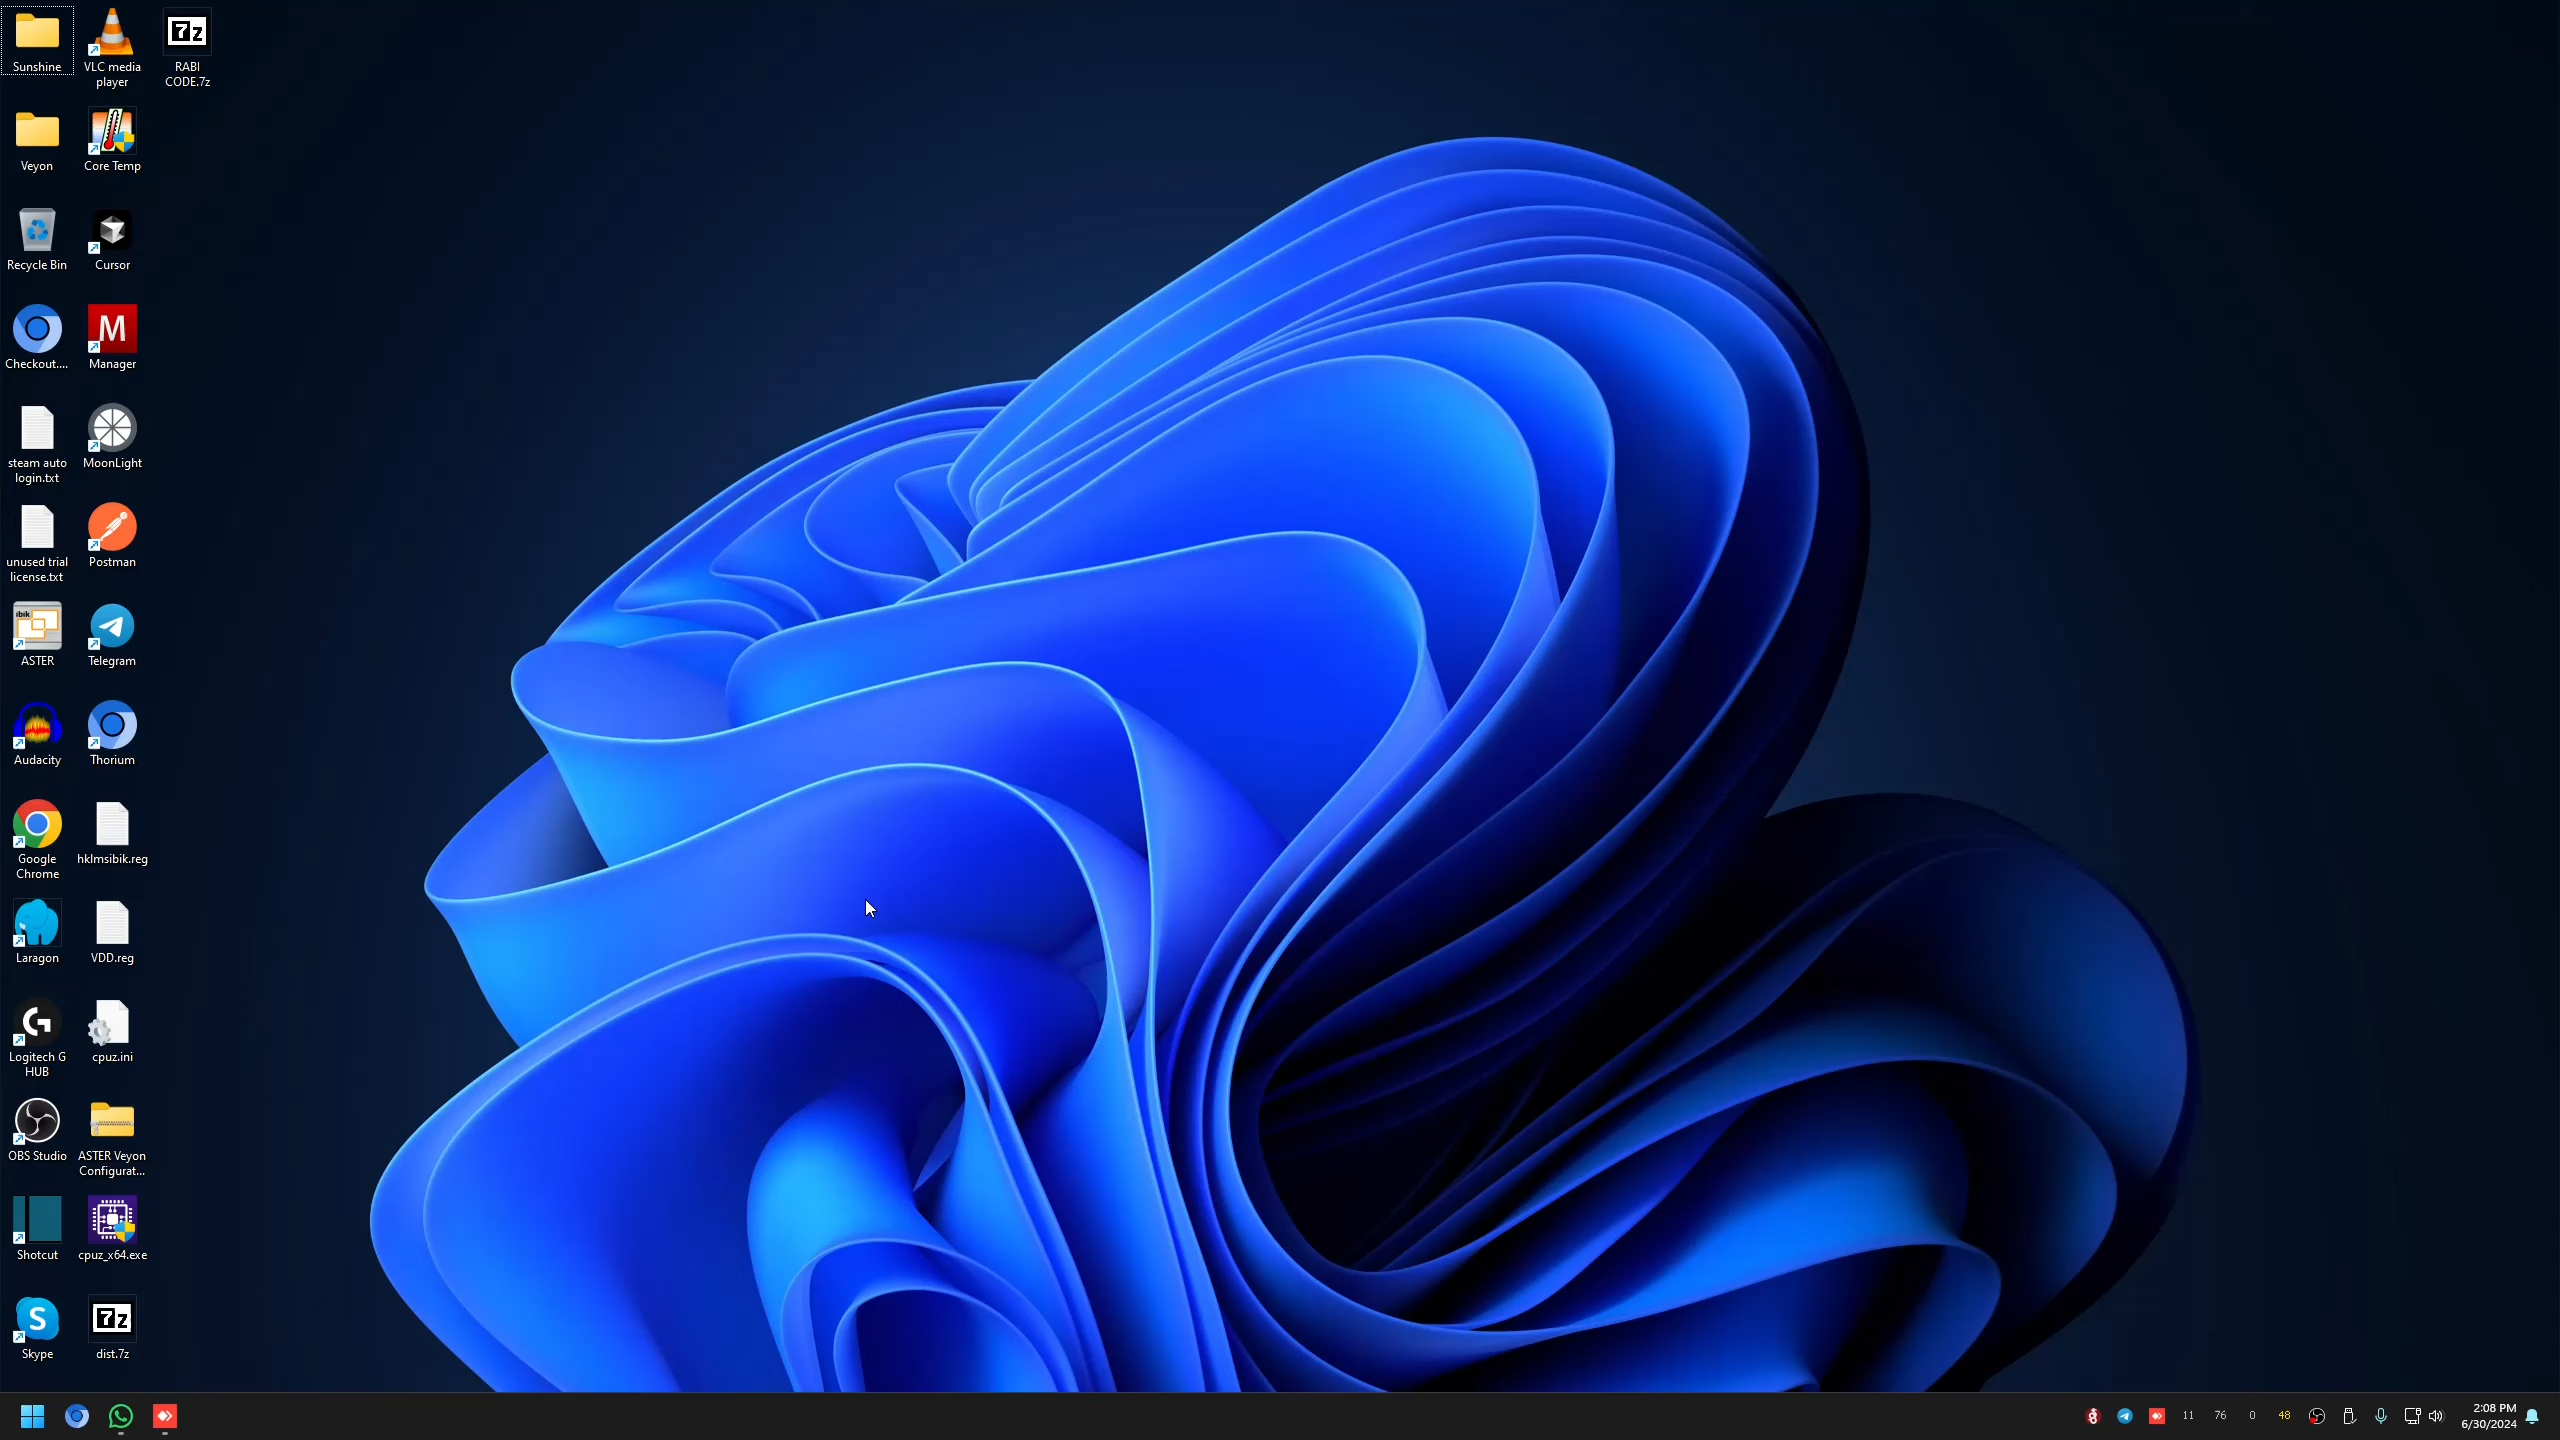 Sunshine
VLC media
player
7z
RABI
CODE.7z
Veyon
Core Temp
Recycle Bin
Cursor
Checkout....
M
Manager
steam auto
login.txt
MoonLight
unused trial
license.txt
Postman
ibik
ASTER
Telegram
Audacity
Thorium
Google
Chrome
hklmsibik.reg
Laragon
VDD.reg
G
Logitech G
HUB
cpuz.ini
OBS Studio
ASTER Veyon
Configurat...
Shotcut
cpuz_x64.exe
S
Skype
7z
dist.7z
11
76
0
48
2:08 PM
6/30/2024